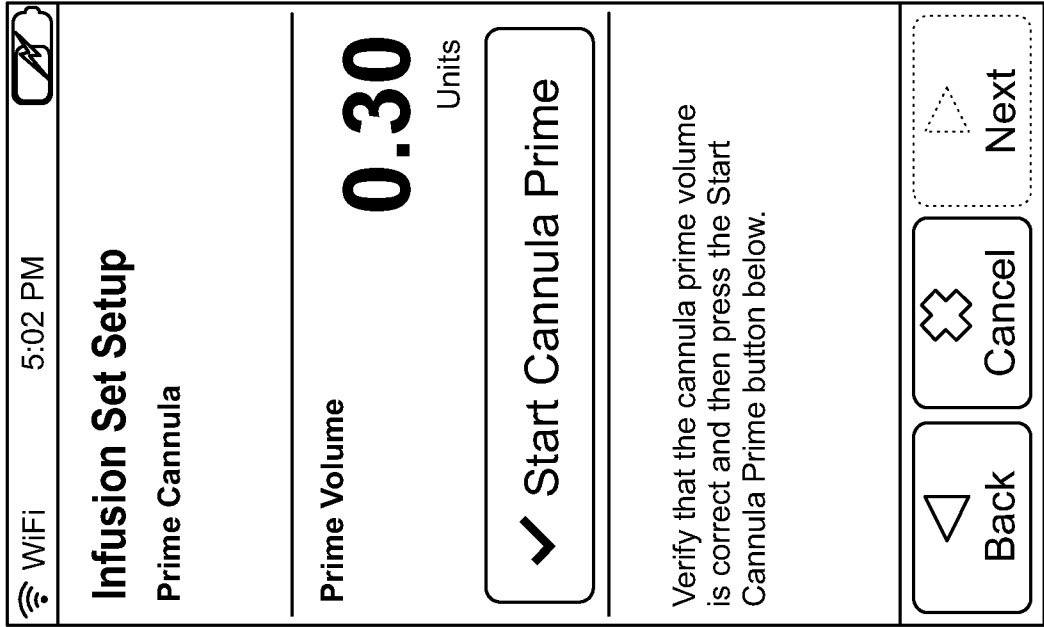 WiFi 5:02 PM
Infusion Set Setup
Prime Cannula
Prime Volume
0.30
Units
Start Cannula Prime
Verify that the cannula prime volume
is correct and then press the Start
Cannula Prime button below.
Back Cancel Next